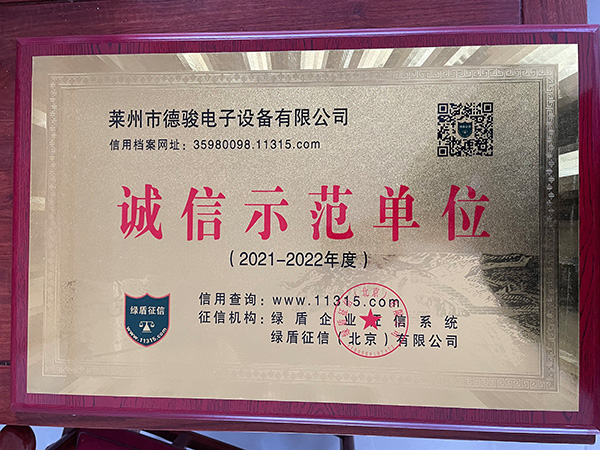 莱州市德骏电子设备有限公司
信用档案网址：35980098.11315.com
诚信示范单位
（2021-2022年度）
绿盾征信
www.11315.com
信用查询：www.11315.com
征信机构：绿盾企业征信系统
绿盾征信（北京）有限公司